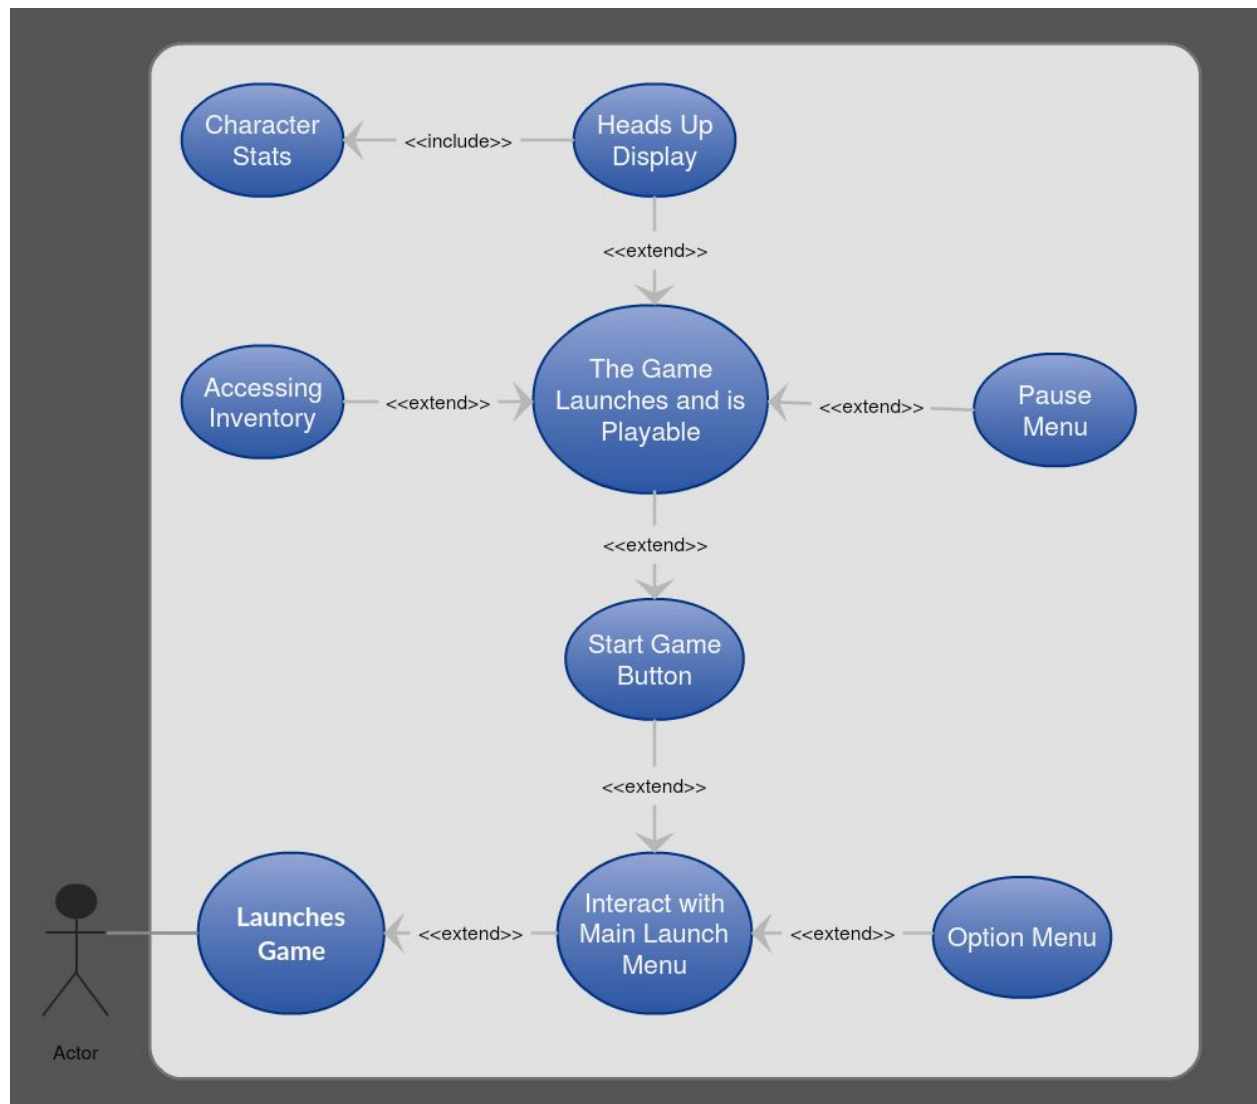 Character
Stats
<<include>>
Heads Up
Display
<<extend>>
Accessing
Inventory
<<extend>>
The Game
Launches and is
Playable
<<extend>>
Pause
Menu
<<extend>>
Start Game
Button
<<extend>>
Launches
Game
<<extend>>
Interact with
Main Launch
Menu
<<extend>>
Option Menu
Actor